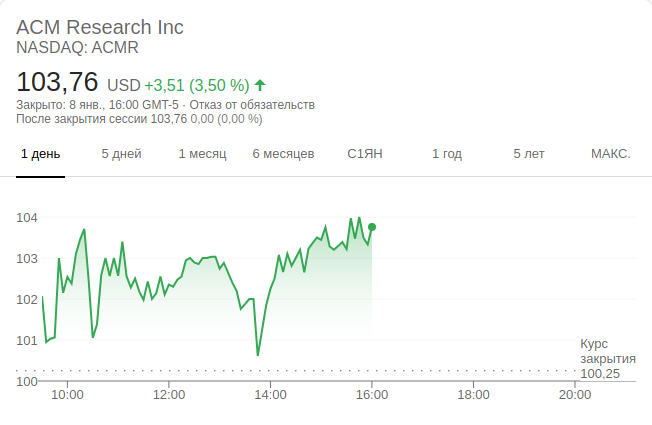 ACM Research Inc
NASDAQ: ACMR
103,76 USD +3,51 (3,50 %)
Закрыто: 8 янв., 16:00 GMT-5 · Отказ от обязательств
После закрытия сессии 103,76 0,00 (0,00 %)
1 день 5 дней 1 месяц 6 месяцев С1ЯН 1 год 5 лет МАКС.
104
103
102
101
Курс
закрытия
100,25
100
10:00 12:00 14:00 16:00 18:00 20:00